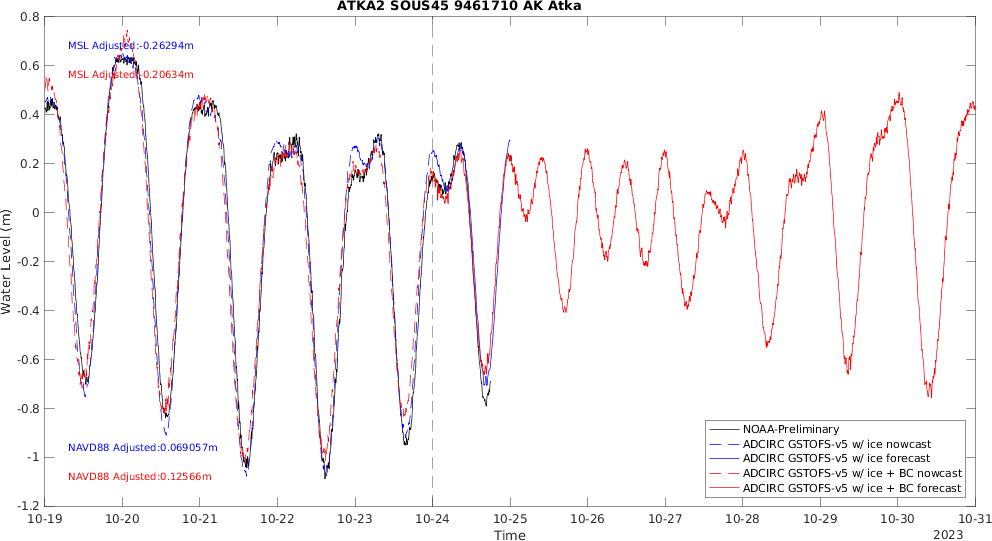 ATKA2 SOUS45 9461710 AK Atka
0.8
0.6
0.4
0.2
0
-0.2
-0.4
-0.6
-0.8
-1
-1.2
Water Level (m)
MSL Adjusted:-0.26294m
MSL Adjusted:-0.20634m
NAVD88 Adjusted:0.069057m
NAVD88 Adjusted:0.12566m
NOAA-Preliminary
ADCIRC GSTOFS-v5 w/ ice nowcast
ADCIRC GSTOFS-v5 w/ ice forecast
ADCIRC GSTOFS-v5 w/ ice + BC nowcast
ADCIRC GSTOFS-v5 w/ ice + BC forecast
10-19 10-20 10-21 10-22 10-23 10-24 10-25 10-26 10-27 10-28 10-29 10-30 10-31
Time
2023